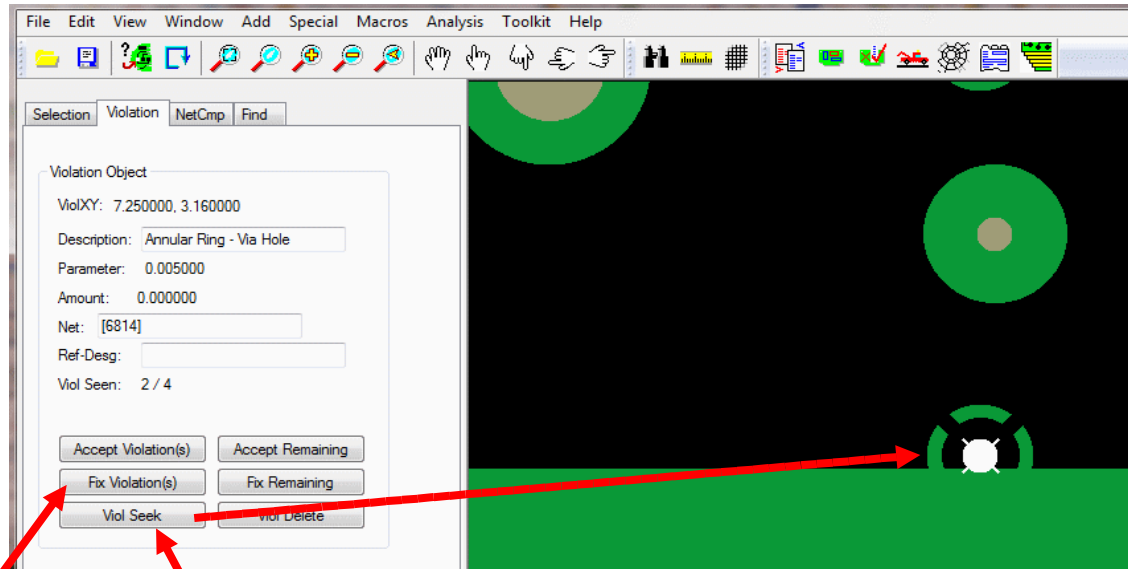 File Edit View Window Add Special Macros Analysis Toolkit Help
Selection Violation NetCmp Find
Violation Object
ViolXY: 7.250000, 3.160000
Description: Annular Ring - Via Hole
Parameter: 0.005000
Amount: 0.000000
Net: [6814]
Ref-Desg:
Viol Seen: 2 / 4
Accept Violation(s) Accept Remaining
Fix Violation(s) Fix Remaining
Viol Seek Viol Delete